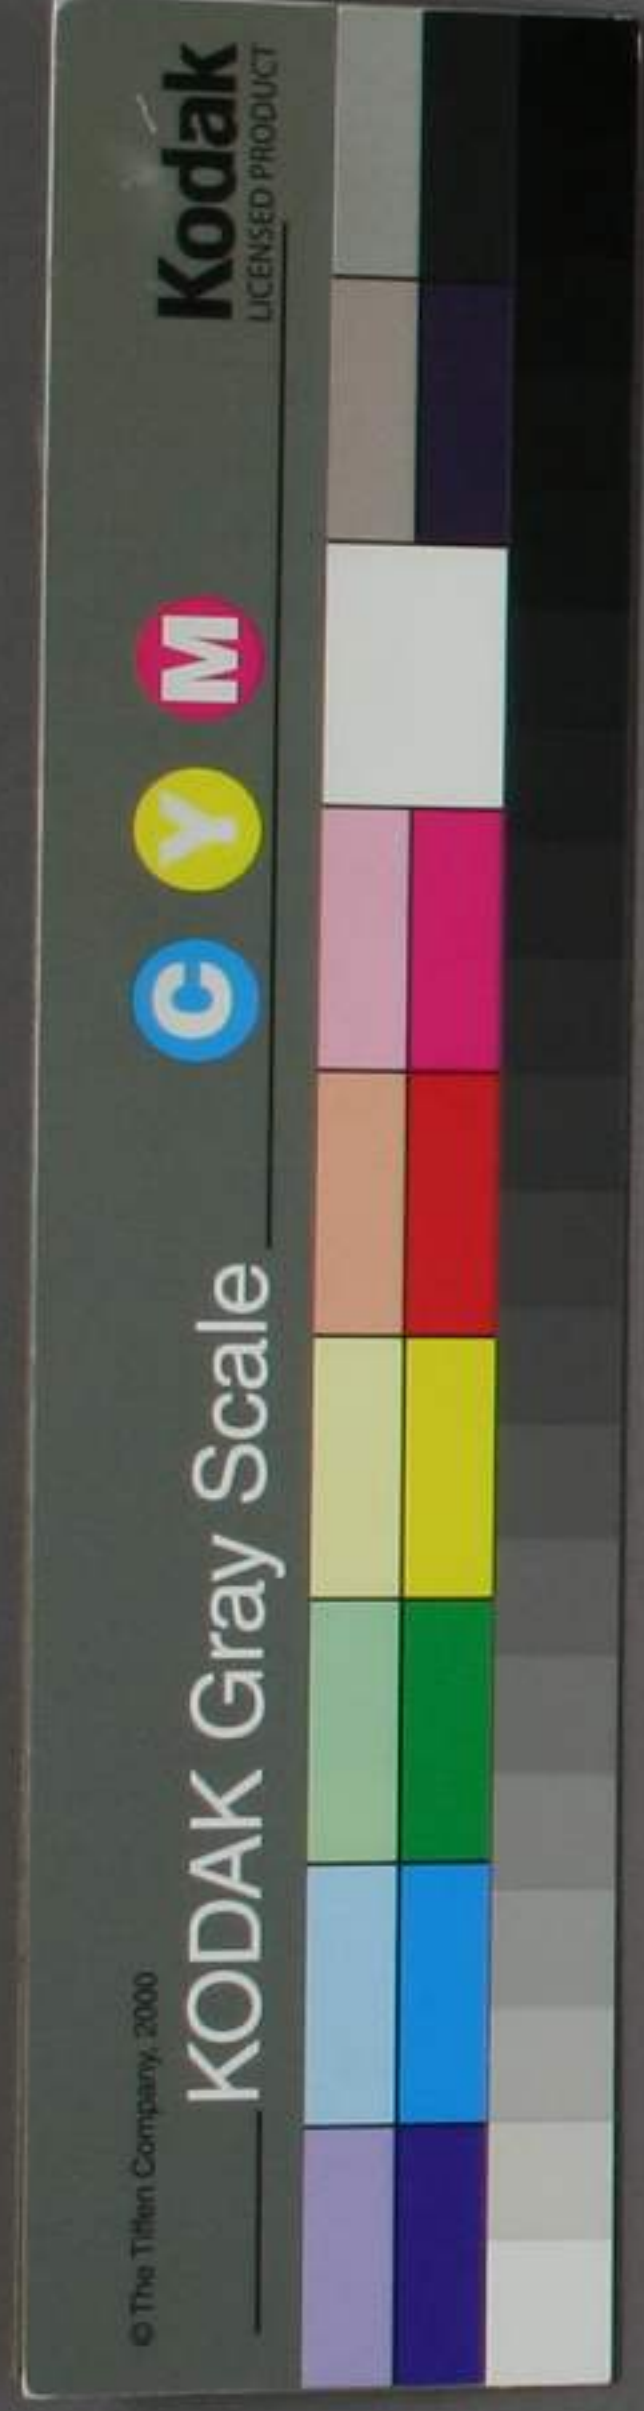 © The Tiffen Company, 2000
KODAK Gray Scale
C Y M
Kodak
LICENSED PRODUCT